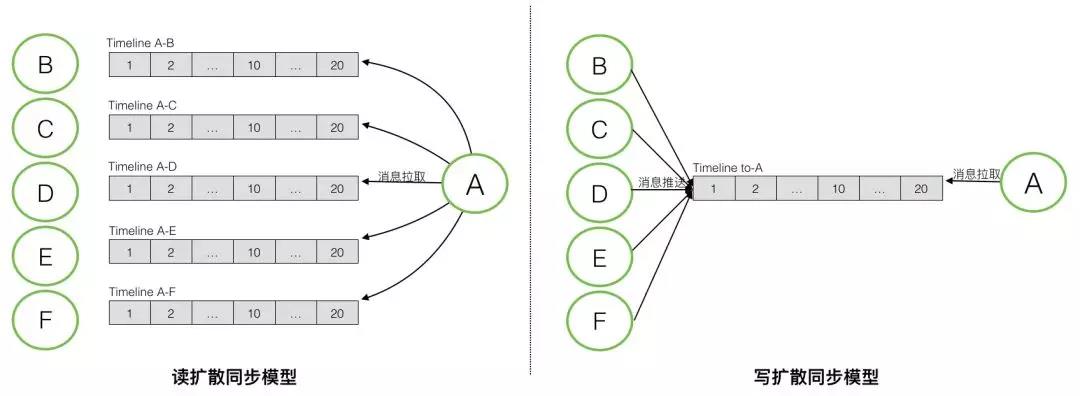 B
Timeline A-B
1 2 … 10 … 20
C
Timeline A-C
1 2 … 10 … 20
D
Timeline A-D
1 2 … 10 … 20
消息拉取
A
E
Timeline A-E
1 2 … 10 … 20
F
Timeline A-F
1 2 … 10 … 20
读扩散同步模型
B
C
D
E
F
消息推送
Timeline to-A
1 2 … 10 … 20
消息拉取
A
写扩散同步模型